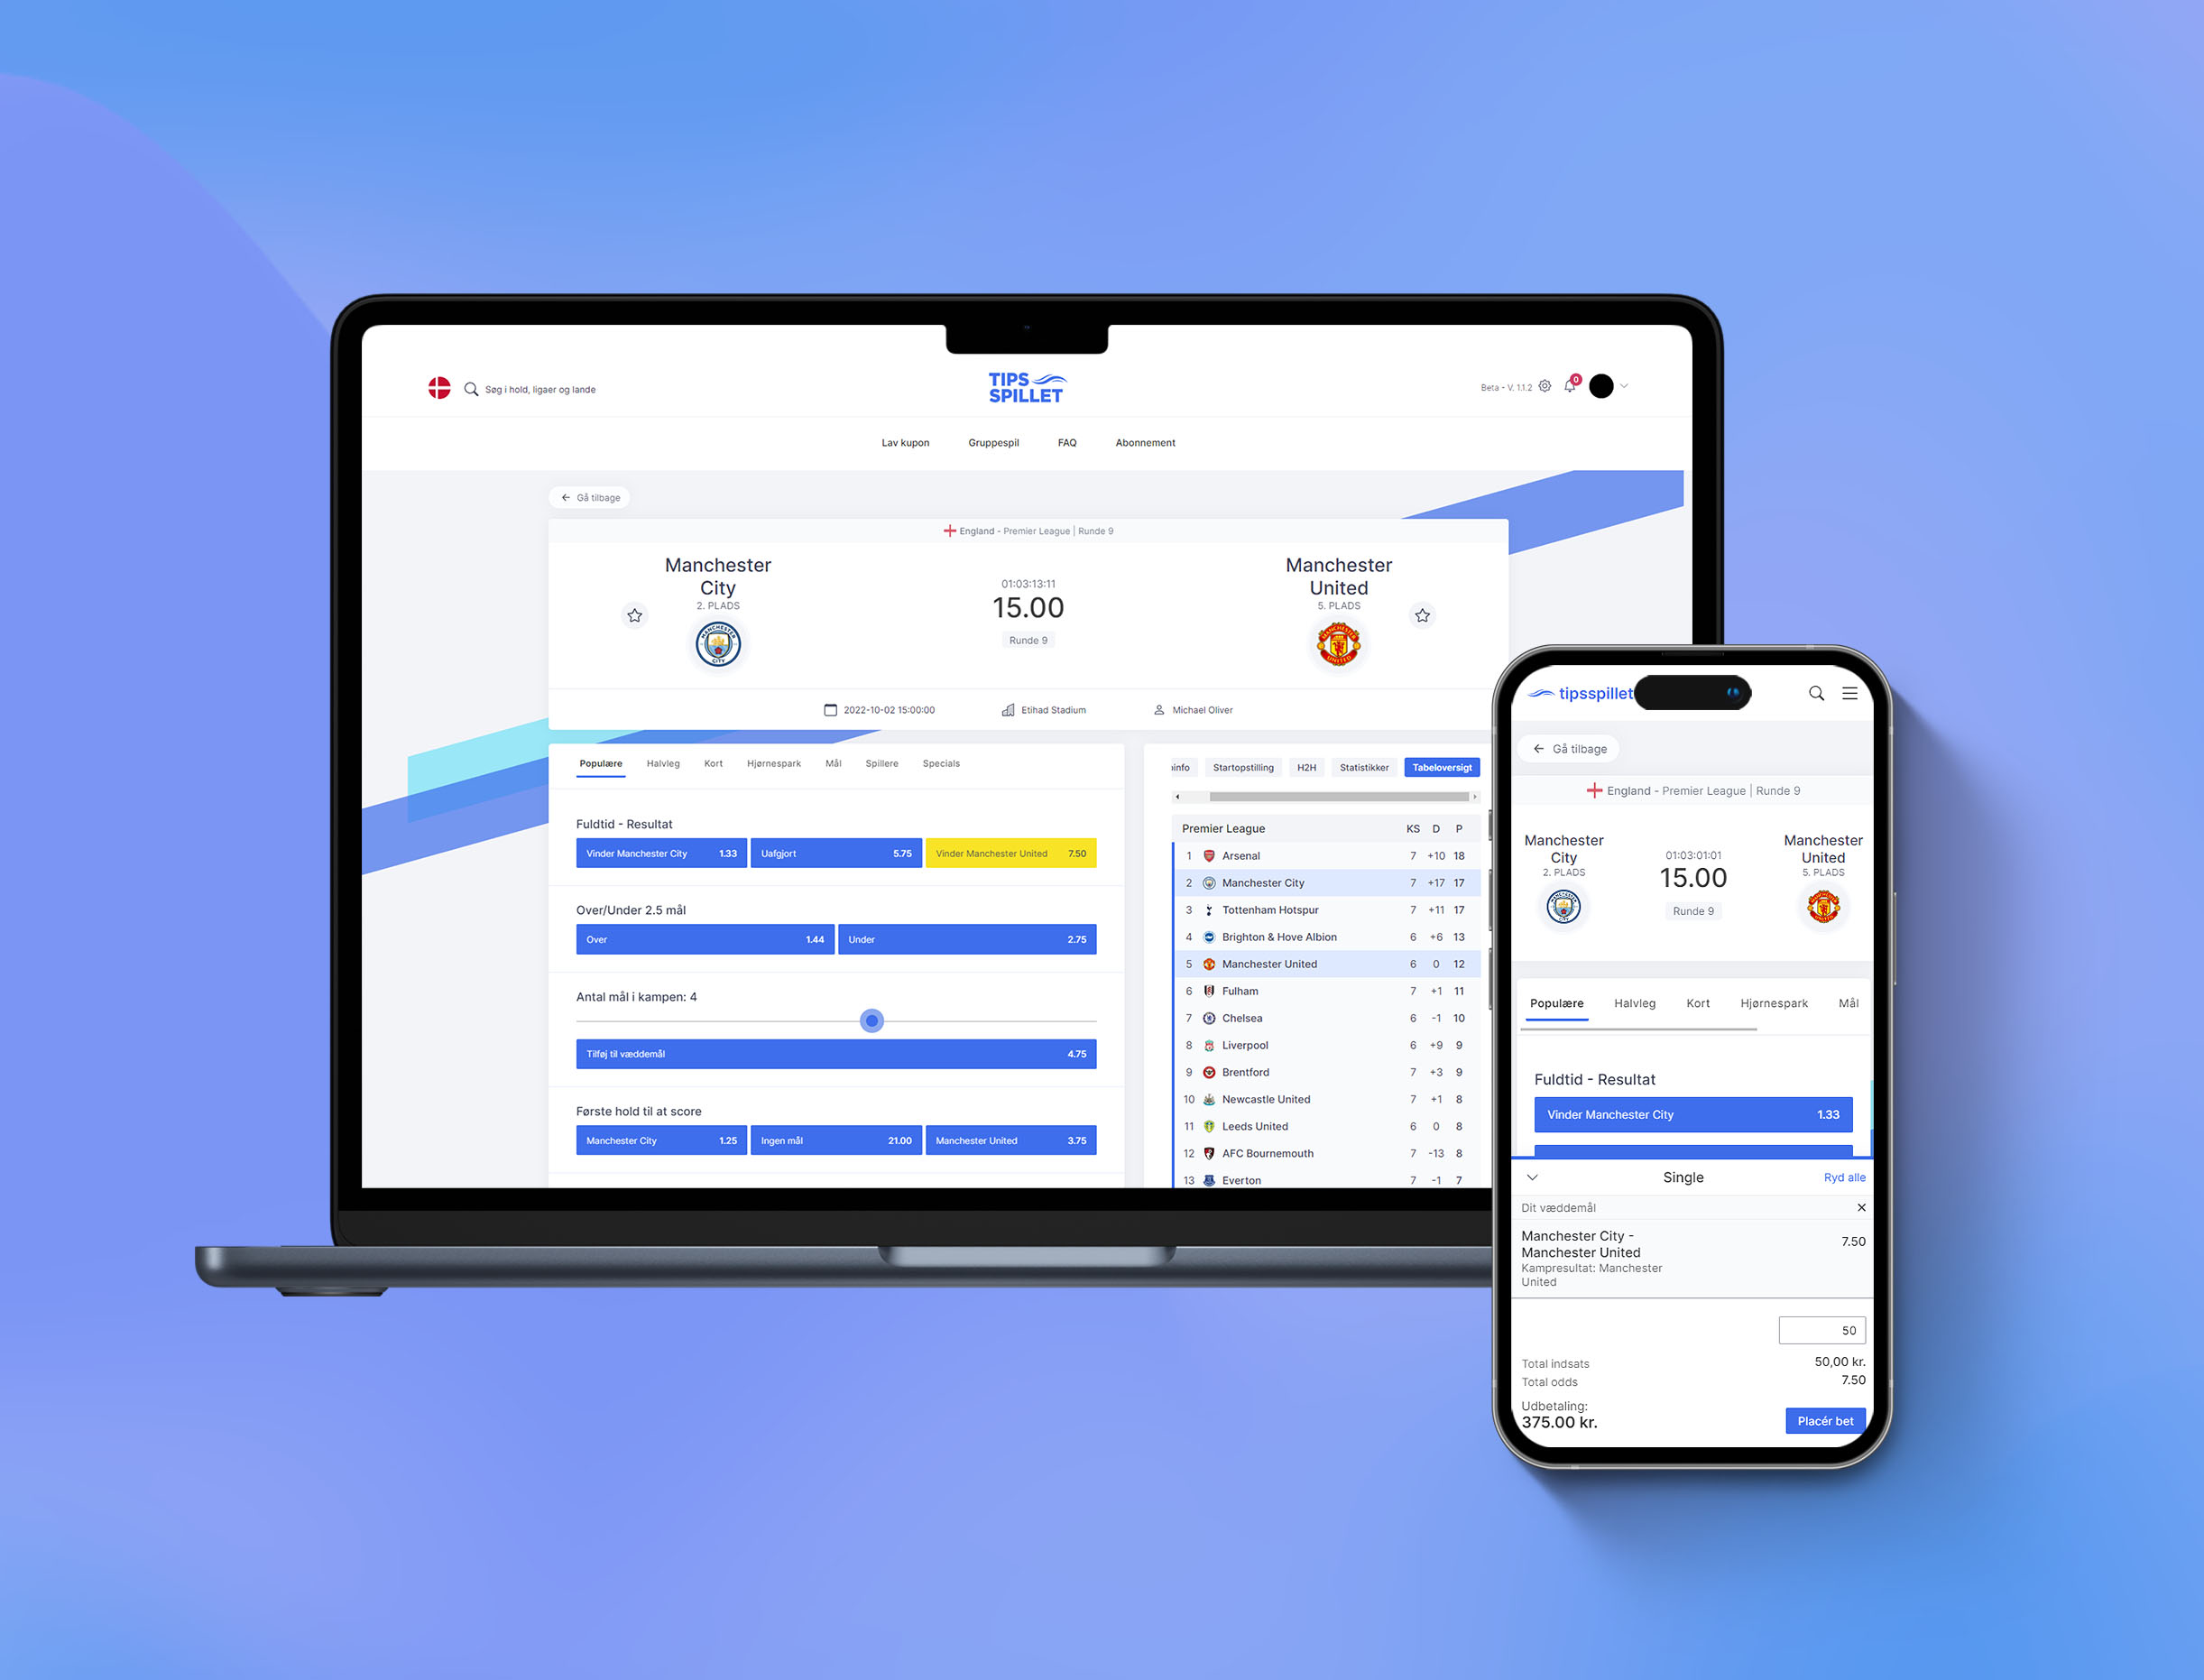 Søg i hold, ligaer og lande
TIPS
SPILLET
Beta - V. 1.1.2
0
Lav kupon
Gruppespil
FAQ
Abonnement
Gå tilbage
England - Premier League | Runde 9
Manchester
City
2. PLADS
MANCHESTER
CITY
01:03:13:11
15.00
Runde 9
Manchester
United
5. PLADS
MANCHESTER
UNITED
2022-10-02 15:00:00
Etihad Stadium
Michael Oliver
Populære
Halvleg
Kort
Hjørnespark
Mål
Spillere
Specials
Fuldtid - Resultat
Vinder Manchester City 1.33
Uafgjort 5.75
Vinder Manchester United 7.50
Over/Under 2.5 mål
Over 1.44
Under 2.75
Antal mål i kampen: 4
Tilføj til væddemål 4.75
Første hold til at score
Manchester City 1.25
Ingen mål 21.00
Manchester United 3.75
info
Startopstilling
H2H
Statistikker
Tabeloversigt
Premier League KS D P
1 Arsenal 7 +10 18
2 Manchester City 7 +17 17
3 Tottenham Hotspur 7 +11 17
4 Brighton & Hove Albion 6 +6 13
5 Manchester United 6 0 12
6 Fulham 7 +1 11
7 Chelsea 6 -1 10
8 Liverpool 6 +9 9
9 Brentford 7 +3 9
10 Newcastle United 7 +1 8
11 Leeds United 6 0 8
12 AFC Bournemouth 7 -13 8
13 Everton 7 -1 7
tipsspillet
Gå tilbage
England - Premier League | Runde 9
Manchester
City
2. PLADS
01:03:01:01
15.00
Runde 9
Manchester
United
5. PLADS
Populære
Halvleg
Kort
Hjørnespark
Mål
Fuldtid - Resultat
Vinder Manchester City 1.33
Single
Ryd alle
Dit væddemål
Manchester City -
Manchester United
7.50
Kampresultat: Manchester
United
50
Total indsats 50,00 kr.
Total odds 7.50
Udbetaling:
375.00 kr.
Placér bet